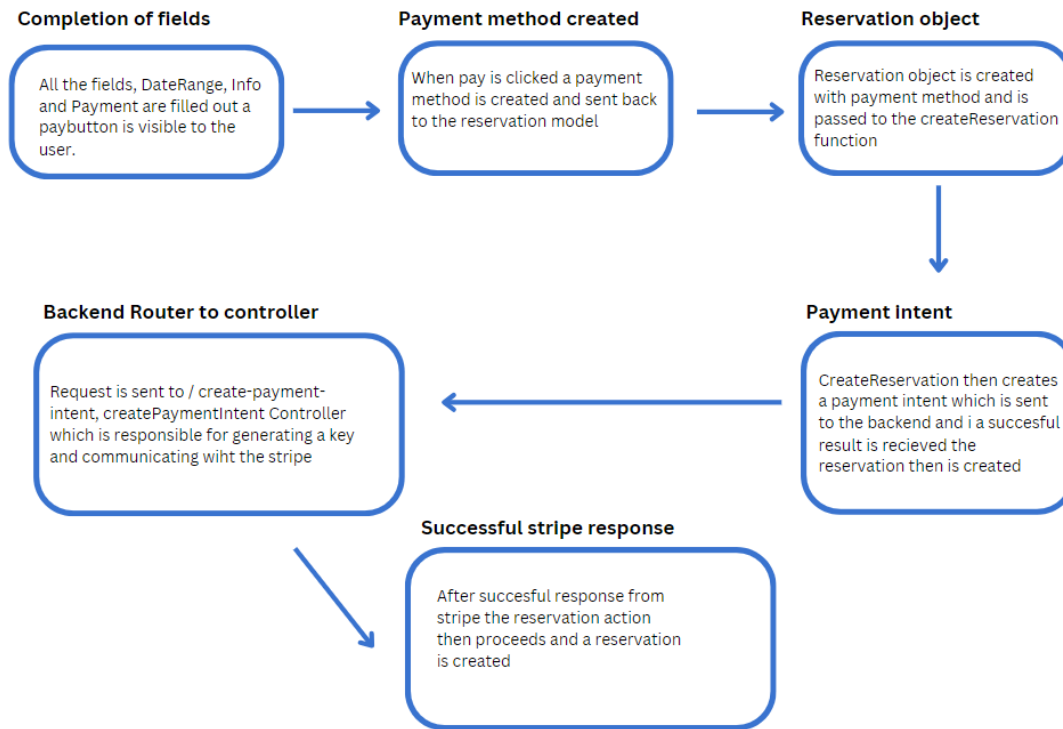 Completion of fields
All the fields, DateRange, Info
and Payment are filled out a
paybutton is visible to the
user.
Payment method created
When pay is clicked a payment
method is created and sent back
to the reservation model
Reservation object
Reservation object is created
with payment method and is
passed to the createReservation
function
Payment intent
CreateReservation then creates
a payment intent which is sent
to the backend and i a succesful
result is recieved the
reservation then is created
Backend Router to controller
Request is sent to / create-payment-
intent, createPaymentIntent Controller
which is responsible for generating a key
and communicating wiht the stripe
Successful stripe response
After succesful response from
stripe the reservation action
then proceeds and a reservation
is created